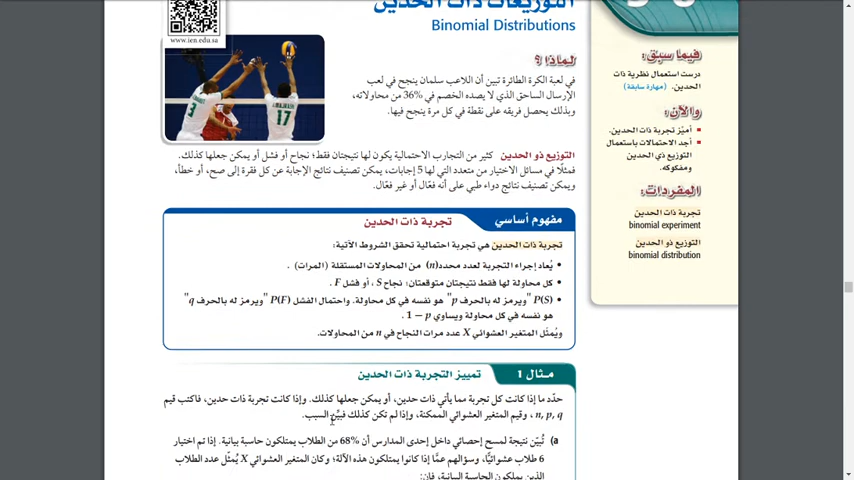 التوزيعات ذات الحدين
Binomial Distributions
www.ien.edu.sa
فيما سبق:
درست استعمال نظرية ذات
الحدين. (مهارة سابقة)
والآن:
■ أميّز تجربة ذات الحدين.
■ أجد الاحتمالات باستعمال
التوزيع ذي الحدين
ومفكوكه.
المفردات:
تجربة ذات الحدين
binomial experiment
التوزيع ذو الحدين
binomial distribution
لماذا؟
في لعبة الكرة الطائرة تبين أن اللاعب سلمان ينجح في لعب
الإرسال الساحق الذي لا يصده الخصم في 36% من محاولاته،
وبذلك يحصل فريقه على نقطة في كل مرة ينجح فيها.
3
17
التوزيع ذو الحدين كثير من التجارب الاحتمالية يكون لها نتيجتان فقط؛ نجاح أو فشل أو يمكن جعلها كذلك.
فمثلًا في مسائل الاختيار من متعدد التي لها 5 إجابات، يمكن تصنيف نتائج الإجابة عن كل فقرة إلى صح، أو خطأ،
ويمكن تصنيف نتائج دواء طبي على أنه فعّال أو غير فعّال.
مفهوم أساسي تجربة ذات الحدين
تجربة ذات الحدين هي تجربة احتمالية تحقق الشروط الآتية:
• يُعاد إجراء التجربة لعدد محدد (n) من المحاولات المستقلة (المرات) .
• كل محاولة لها فقط نتيجتان متوقعتان؛ نجاح S ، أو فشل F .
• P(S) "ويرمز له بالحرف p" هو نفسه في كل محاولة. واحتمال الفشل P(F) "ويرمز له بالحرف q"
هو نفسه في كل محاولة ويساوي 1 − p .
ويُمثّل المتغير العشوائي X عدد مرات النجاح في n من المحاولات.
مثال 1 تمييز التجربة ذات الحدين
حدّد ما إذا كانت كل تجربة مما يأتي ذات حدين، أو يمكن جعلها كذلك. وإذا كانت تجربة ذات حدين، فاكتب قيم
n, p, q ، وقيم المتغير العشوائي الممكنة، وإذا لم تكن كذلك فبيِّن السبب.
(a تُبيّن نتيجة لمسح إحصائي داخل إحدى المدارس أن 68% من الطلاب يمتلكون حاسبة بيانية. إذا تم اختيار
6 طلاب عشوائيًّا، وسؤالهم عمَّا إذا كانوا يمتلكون هذه الآلة؛ وكان المتغير العشوائي X يُمثّل عدد الطلاب
الذين يملكون الحاسبة البيانية، فإن: